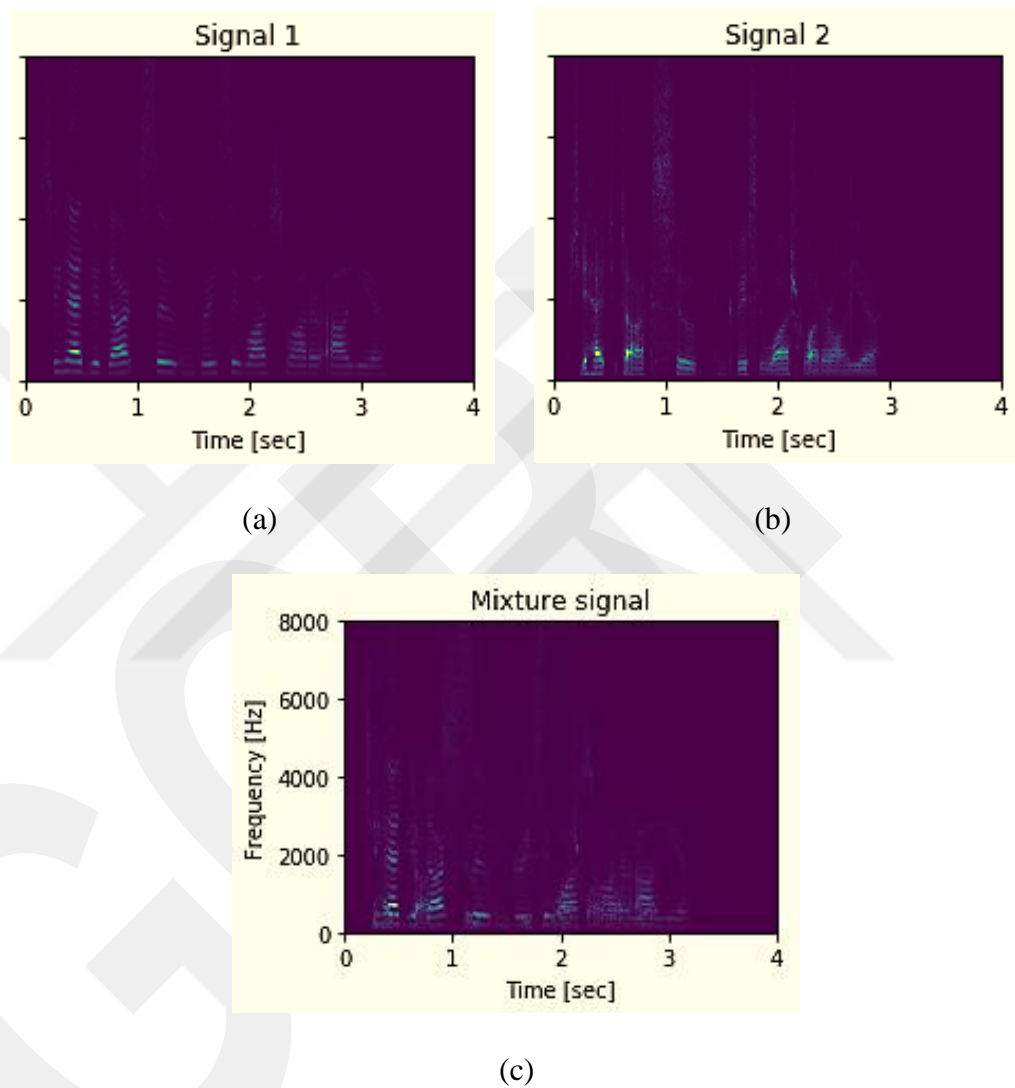 Signal 1
0 1 2 3 4
Time [sec]
(a)
Signal 2
0 1 2 3 4
Time [sec]
(b)
Mixture signal
8000
6000
4000
2000
0
Frequency [Hz]
0 1 2 3 4
Time [sec]
(c)